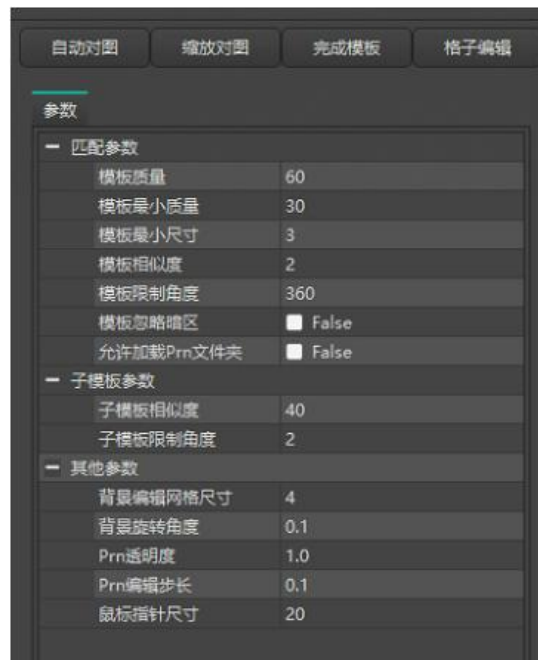 自动对图 缩放对图 完成模板 格子编辑
参数
匹配参数
模板质量 60
模板最小质量 30
模板最小尺寸 3
模板相似度 2
模板限制角度 360
模板忽略暗区 False
允许加载Prn文件夹 False
子模板参数
子模板相似度 40
子模板限制角度 2
其他参数
背景编辑网格尺寸 4
背景旋转角度 0.1
Prn透明度 1.0
Prn编辑步长 0.1
鼠标指针尺寸 20